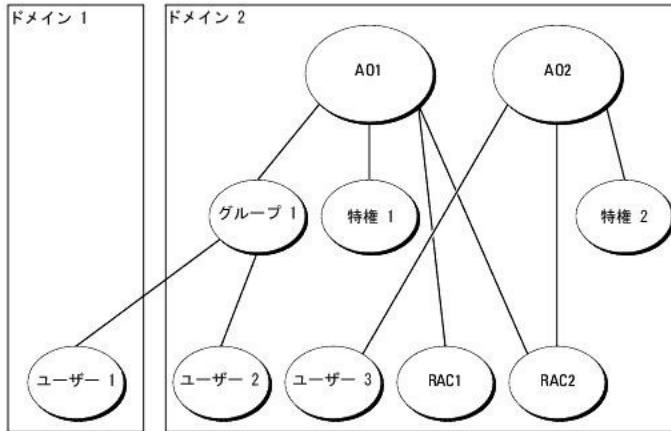 ドメイン 1
ドメイン 2
A01
A02
グループ 1
特権 1
特権 2
ユーザー 1
ユーザー 2
ユーザー 3
RAC1
RAC2